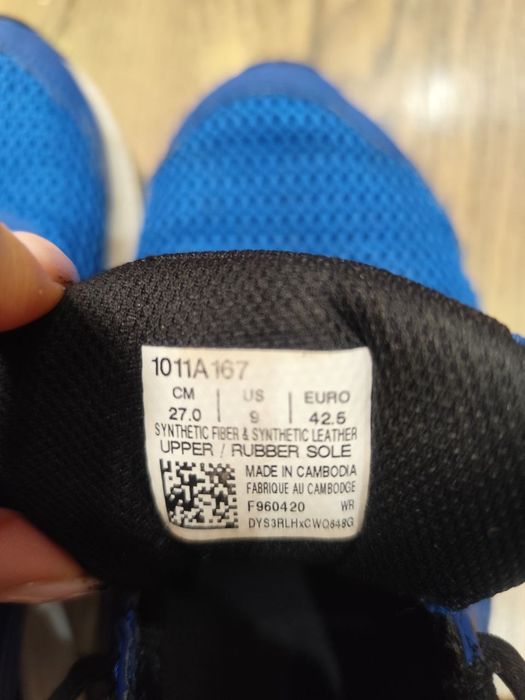 1011A167
CM | US | EURO
27.0 | 9 | 42.5
SYNTHETIC FIBER & SYNTHETIC LEATHER
UPPER / RUBBER SOLE
MADE IN CAMBODIA
FABRIQUE AU CAMBODGE
F960420 WR
DYS3RLHxCWO848G